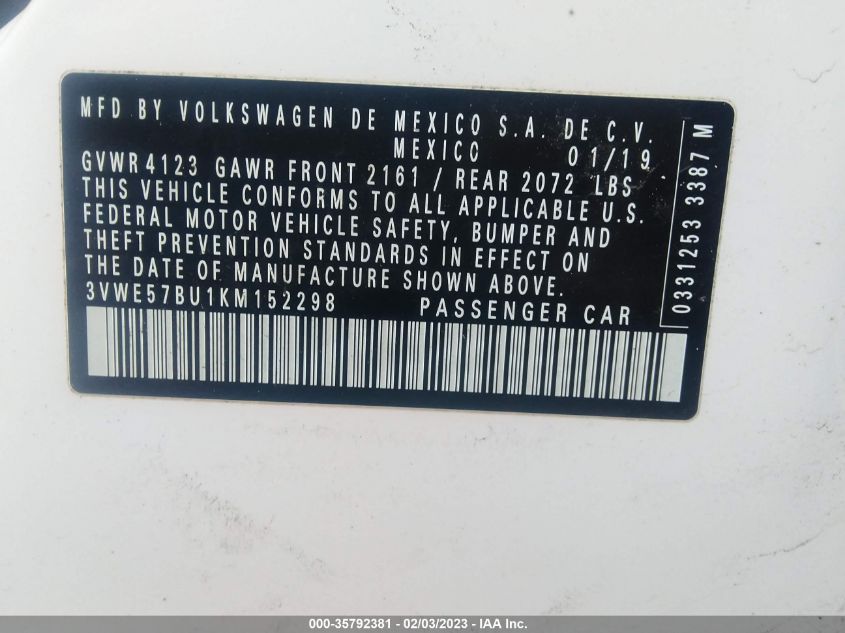 MFD BY VOLKSWAGEN DE MEXICO S.A. DE C.V.
MEXICO 01/19
GVWR 4123 GAWR FRONT 2161 / REAR 2072 LBS
THIS VEHICLE CONFORMS TO ALL APPLICABLE U.S.
FEDERAL MOTOR VEHICLE SAFETY, BUMPER AND
THEFT PREVENTION STANDARDS IN EFFECT ON
THE DATE OF MANUFACTURE SHOWN ABOVE.
3VWE57BU1KM152298 PASSENGER CAR
0331253 3387 M
000-35792381 - 02/03/2023 - IAA Inc.